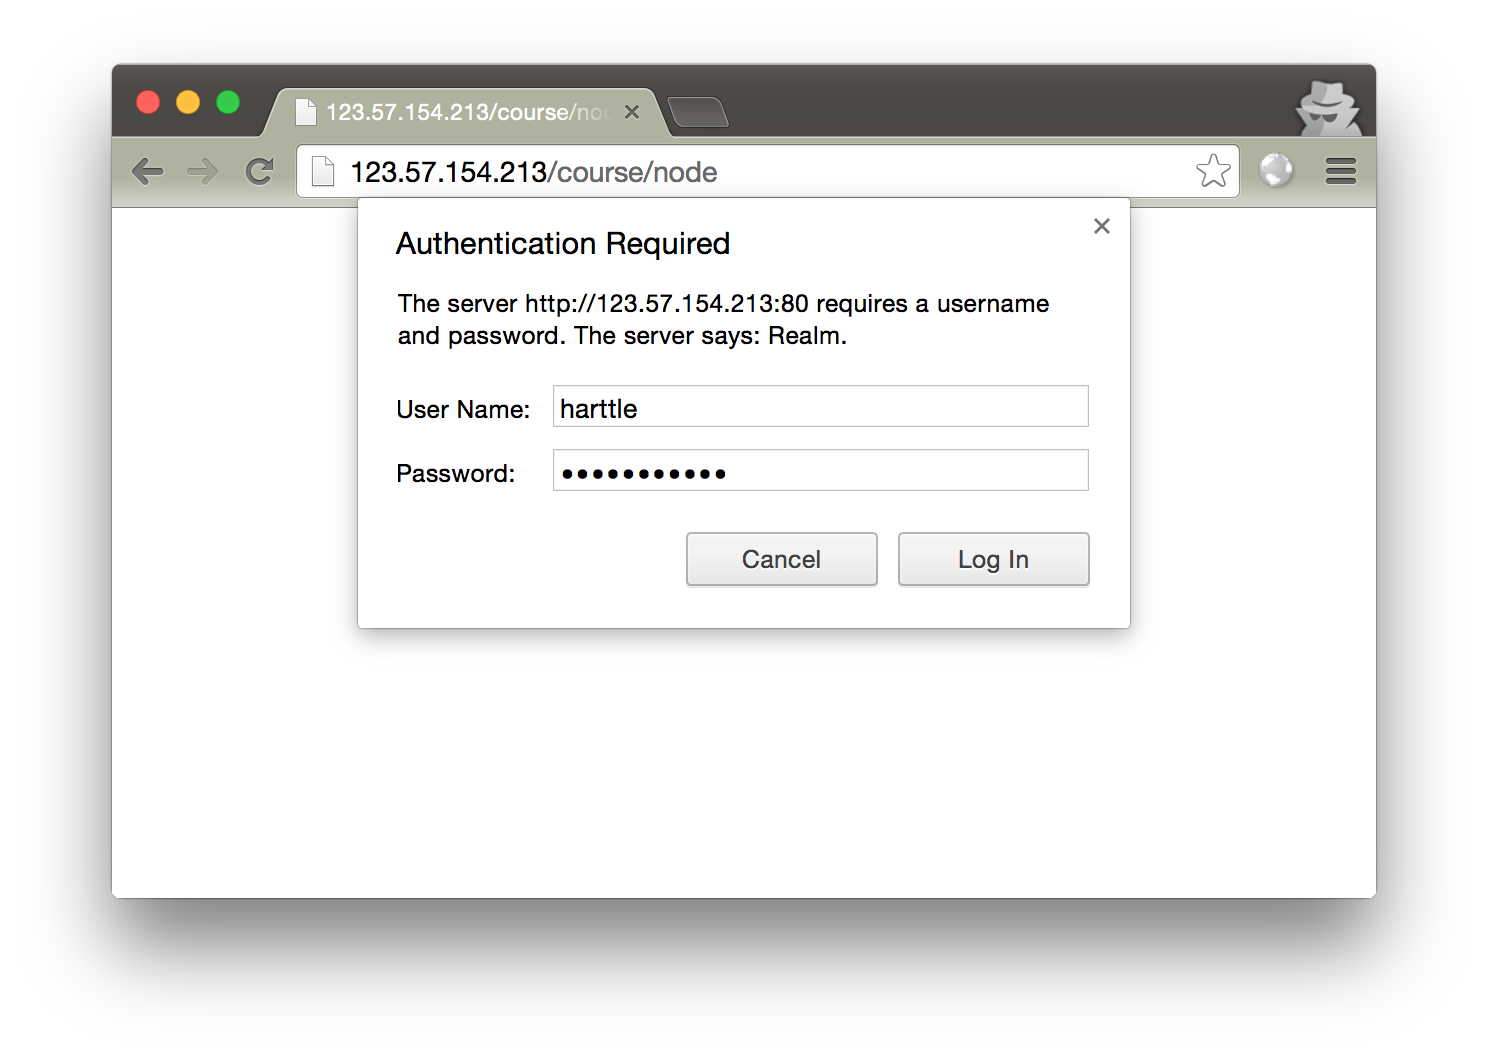 123.57.154.213/course/noc
123.57.154.213/course/node
Authentication Required
The server http://123.57.154.213:80 requires a username
and password. The server says: Realm.
User Name: harttle
Password: •••••••••••
Cancel Log In